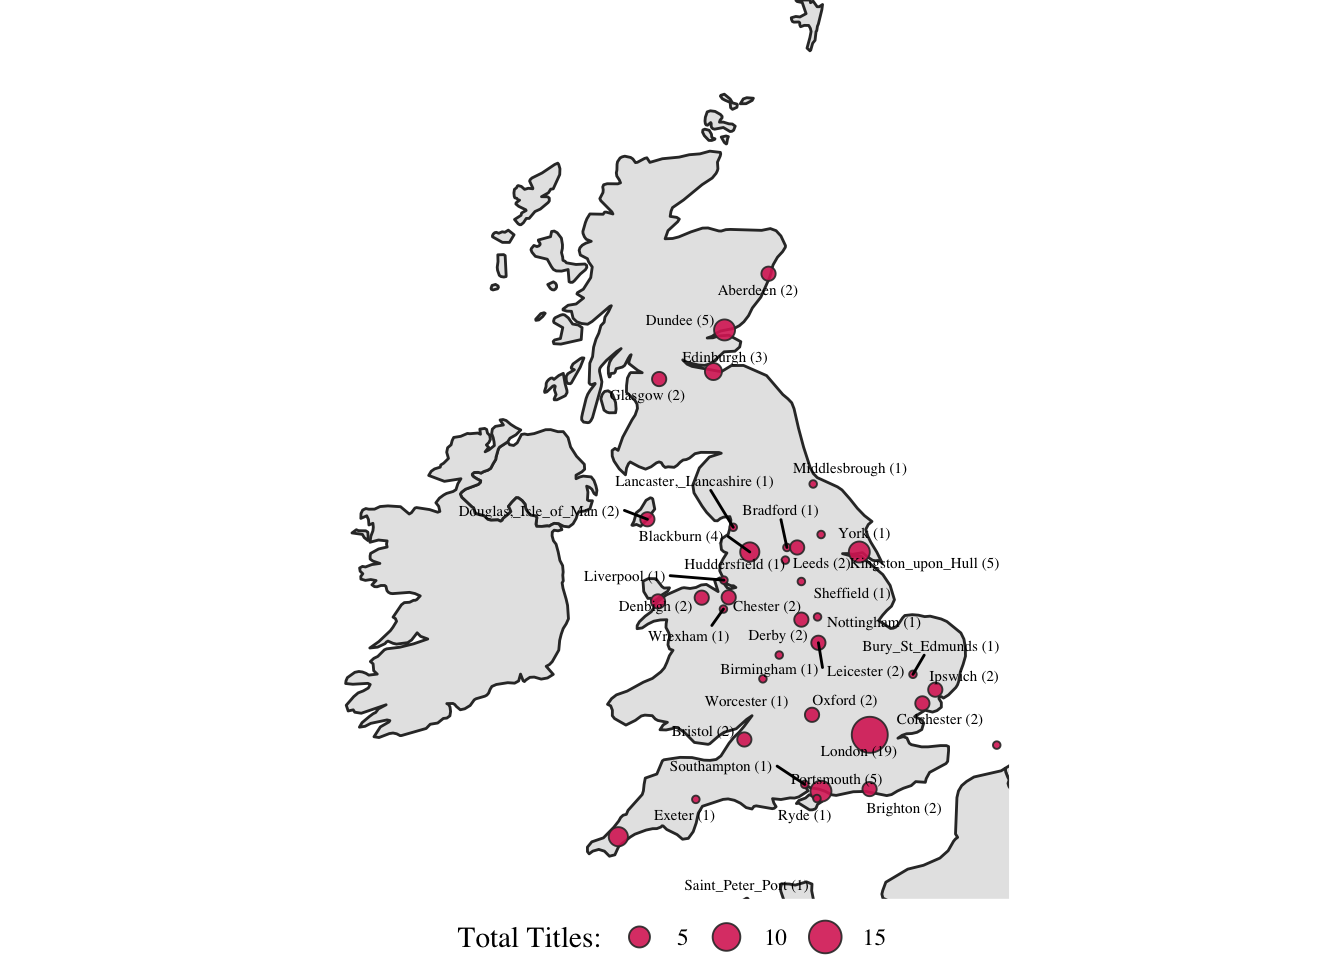 Aberdeen (2)
Dundee (5)
Edinburgh (3)
Glasgow (2)
Middlesbrough (1)
Lancaster,_Lancashire (1)
Bradford (1)
Douglas,_Isle_of_Man (2)
York (1)
Blackburn (4)
Huddersfield (1)
Leeds (2)
Kingston_upon_Hull (5)
Liverpool (1)
Sheffield (1)
Denbigh (2)
Chester (2)
Nottingham (1)
Wrexham (1)
Derby (2)
Bury_St_Edmunds (1)
Birmingham (1)
Leicester (2)
Ipswich (2)
Worcester (1)
Oxford (2)
Colchester (2)
Bristol (2)
London (19)
Southampton (1)
Portsmouth (5)
Exeter (1)
Ryde (1)
Brighton (2)
Saint_Peter_Port (1)
Total Titles: 5 10 15